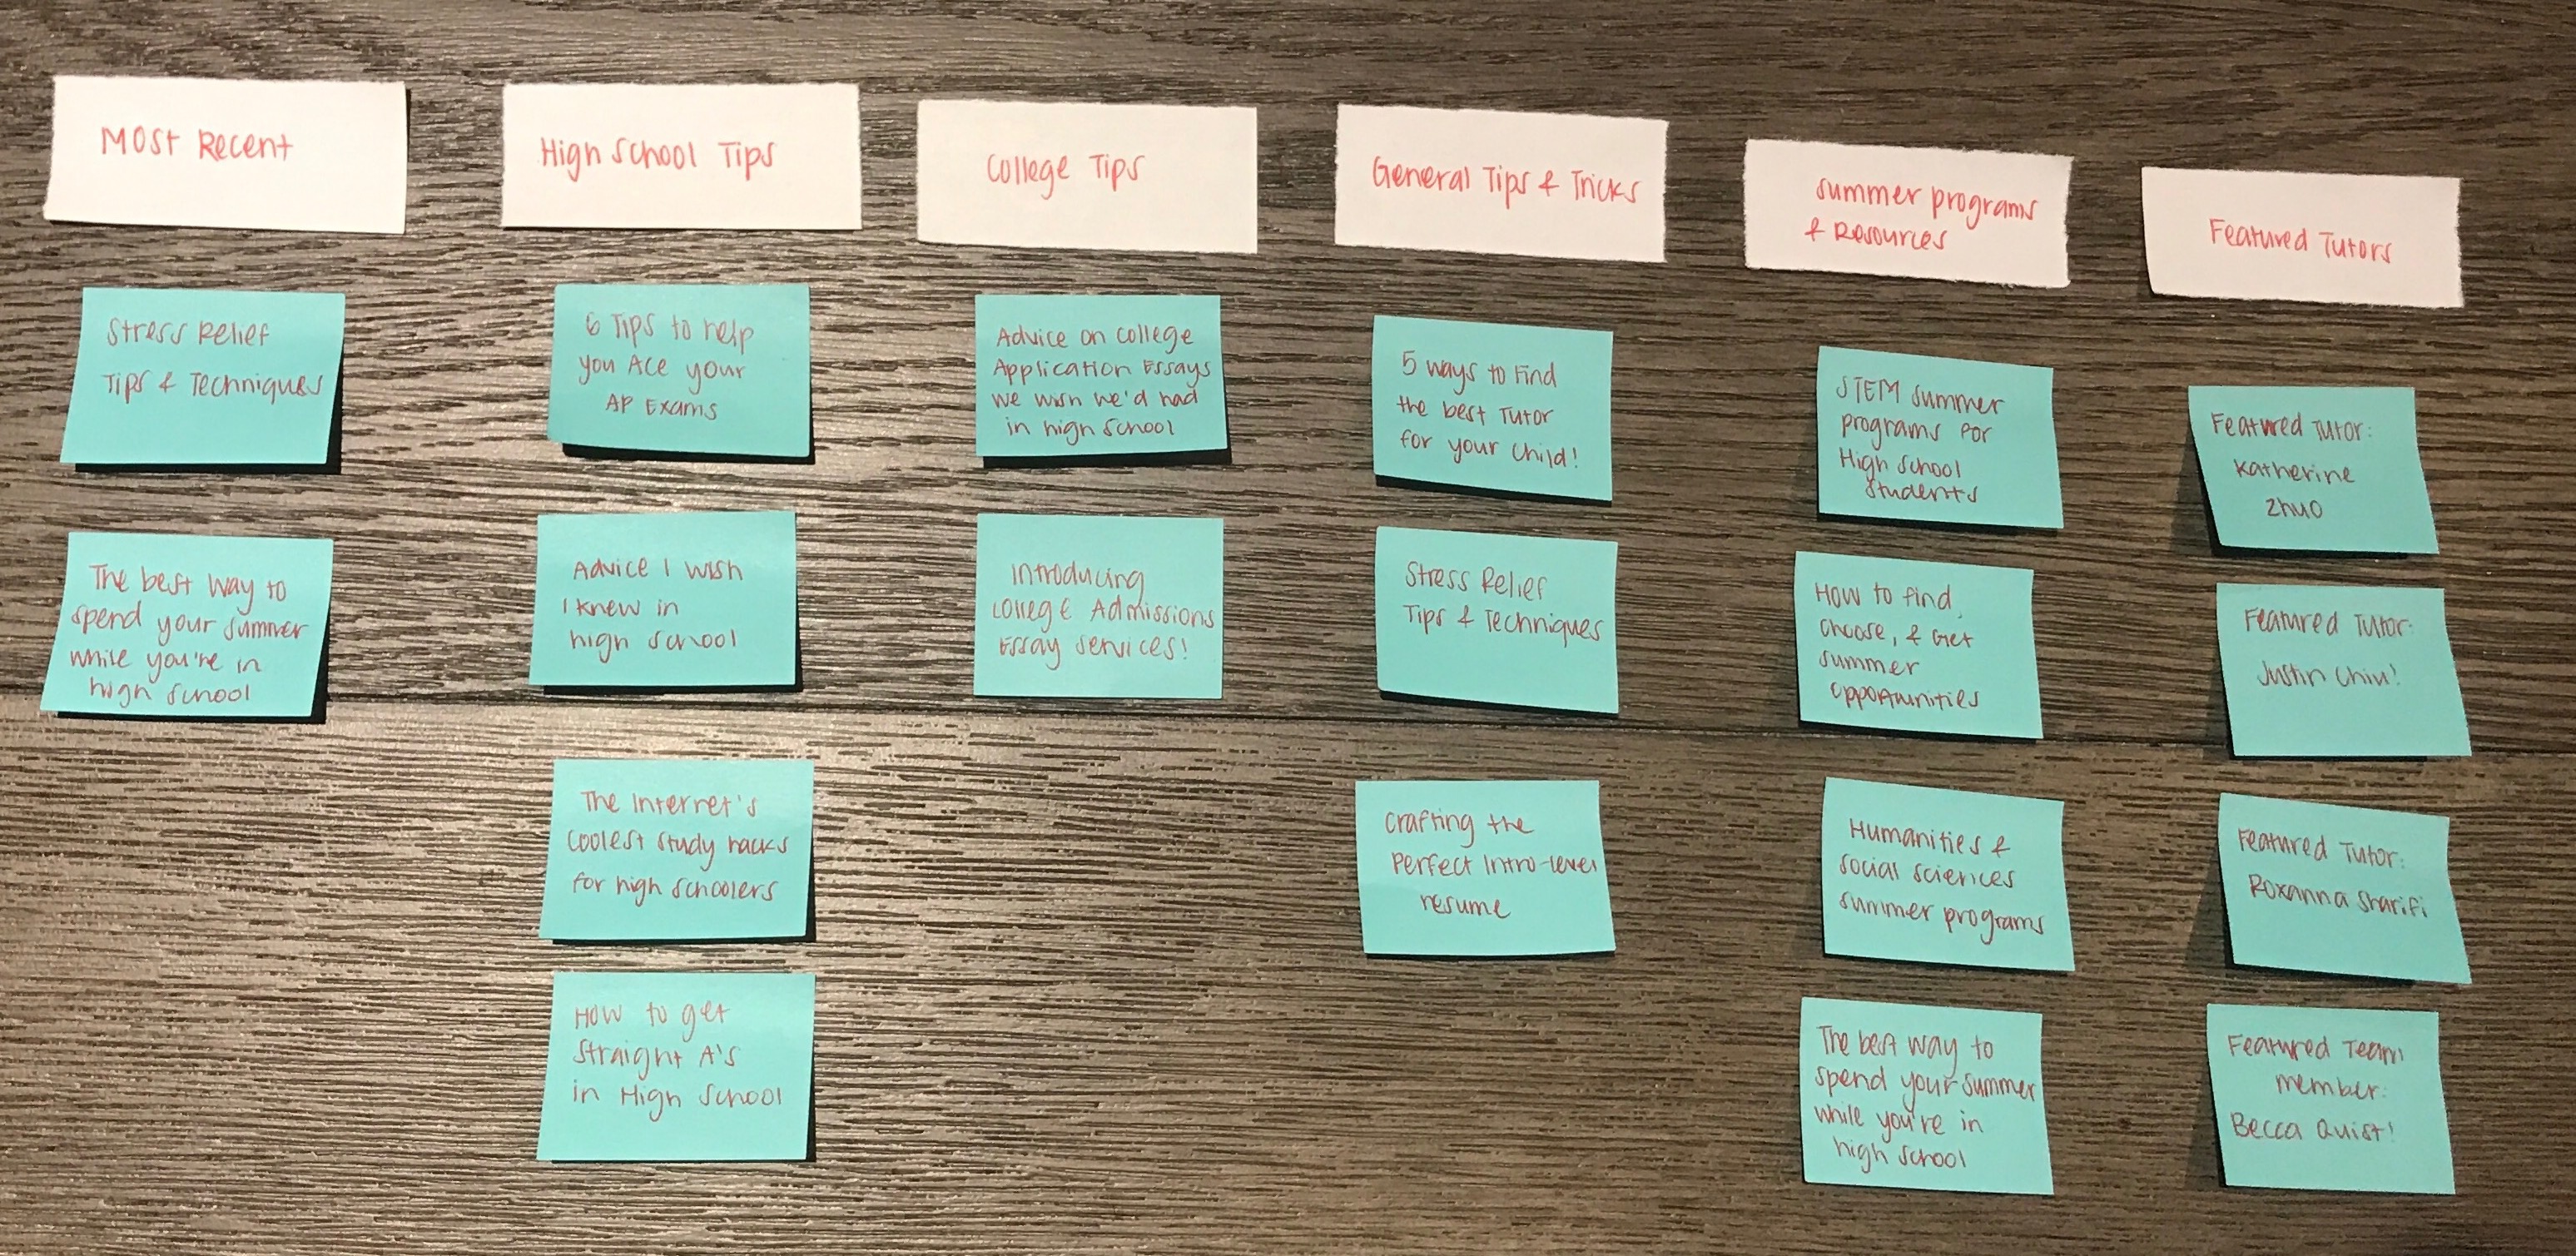 Most Recent
Stress Relief
Tips & Techniques
The best way to
spend your summer
while you're in
high school
High School Tips
6 Tips to help
you Ace your
AP Exams
Advice I wish
I knew in
high school
The Internet's
coolest study hacks
for high schoolers
How to get
straight A's
in High School
College Tips
Advice on college
Application Essays
we wish we'd had
in high school
Introducing
College Admissions
Essay services!
General Tips & Tricks
5 ways to find
the best Tutor
for your child!
Stress Relief
Tips & Techniques
Crafting the
Perfect Intro-level
resume
Summer programs
& Resources
STEM summer
programs for
High School
students
How to find,
choose, & get
summer
opportunities
Humanities &
social sciences
summer programs
The best way to
spend your summer
while you're in
high school
Featured Tutors
Featured Tutor:
Katherine
Zhuo
Featured Tutor:
Justin Chiu!
Featured Tutor:
Roxanna Sharifi
Featured Team
member:
Becca Quist!